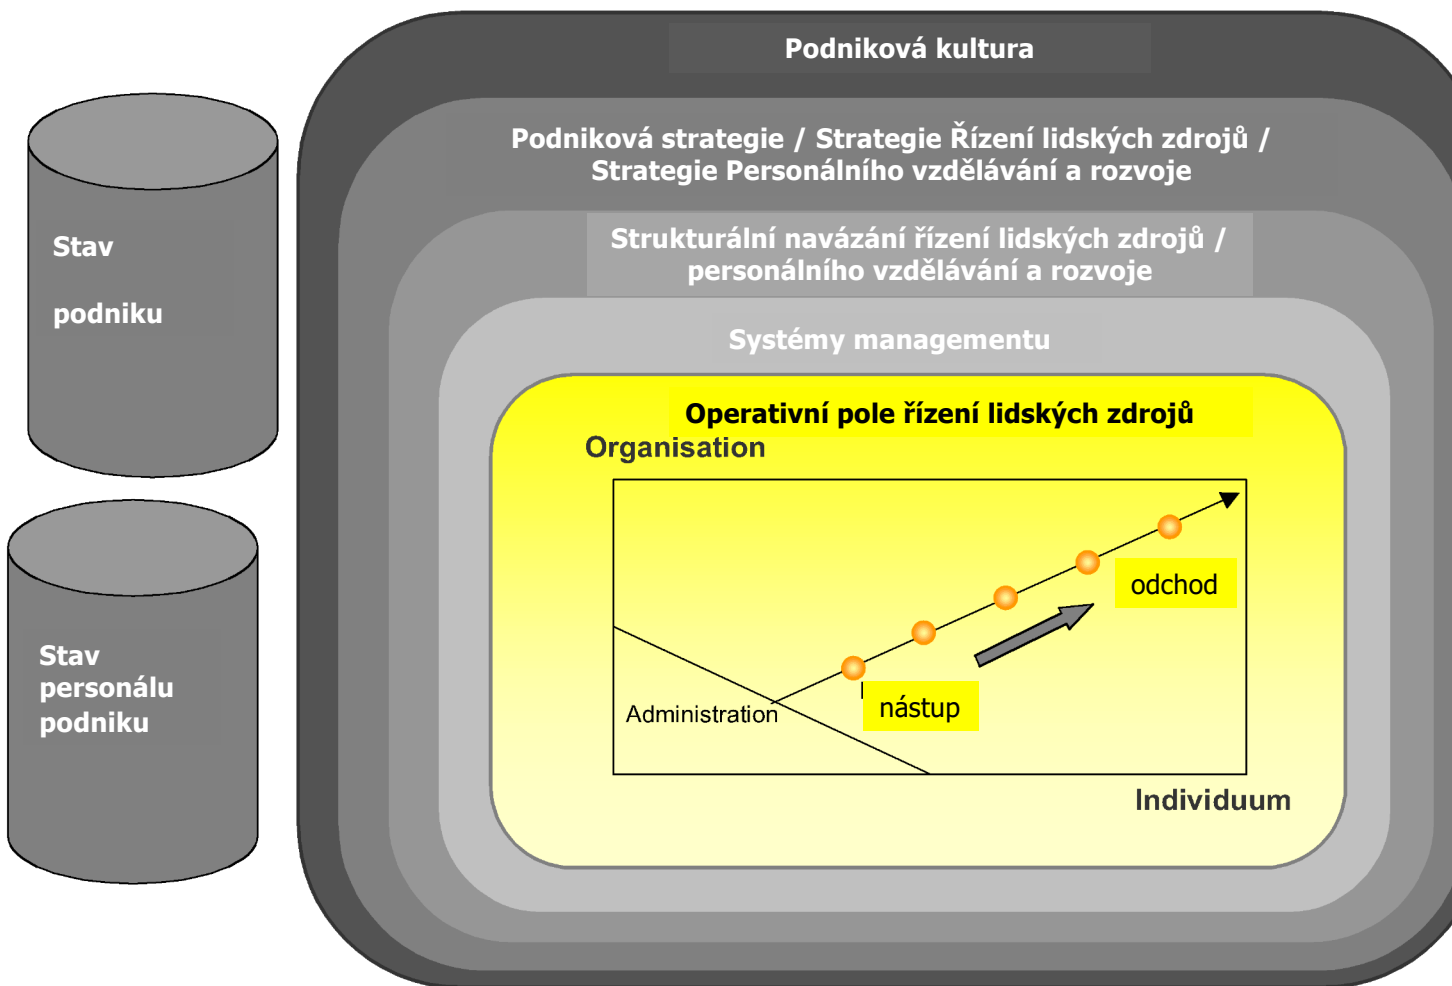 Podniková kultura
Podniková strategie / Strategie Řízení lidských zdrojů /
Strategie Personálního vzdělávání a rozvoje
Strukturální navázání řízení lidských zdrojů /
personálního vzdělávání a rozvoje
Systémy managementu
Operativní pole řízení lidských zdrojů
Organisation
odchod
nástup
Administration
Individuum
Stav
podniku
Stav
personálu
podniku